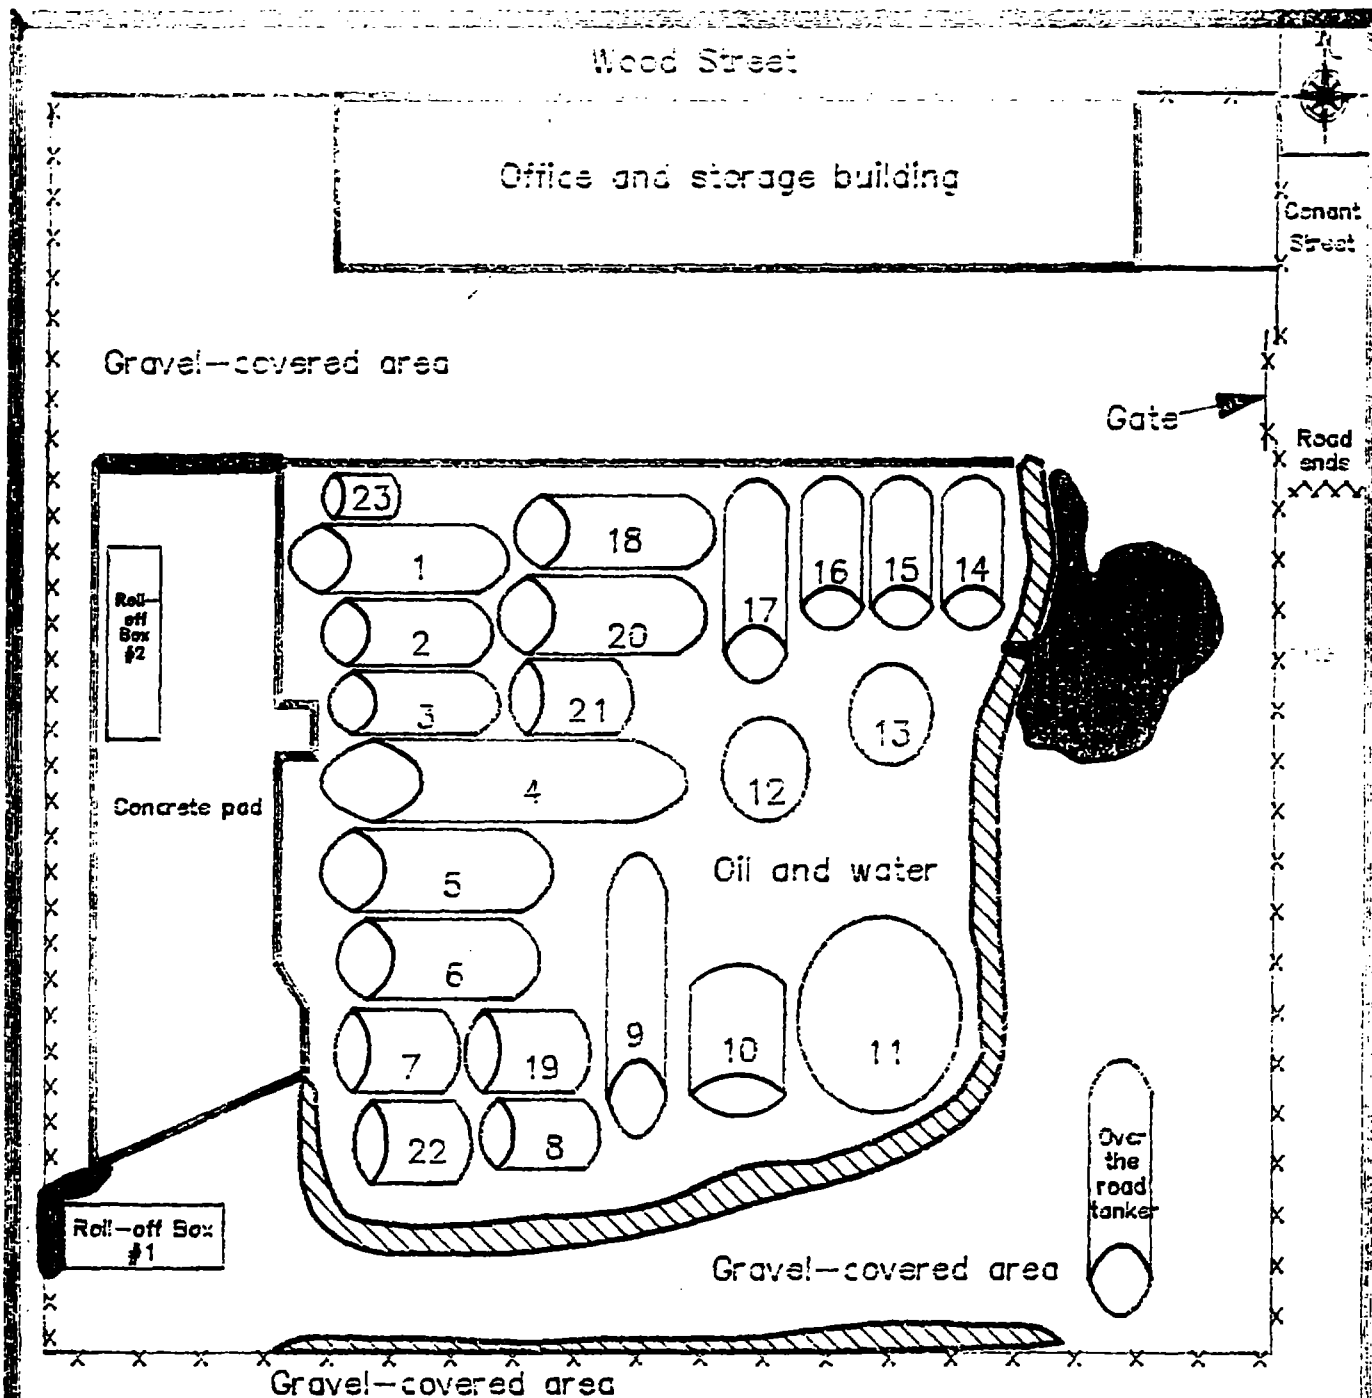 Wood Street
N
Office and storage building
Conant
Street
Gravel-covered area
Gate
Road
ends
23
1
18
16
15
14
17
2
20
Roll-
off
Box
#2
3
21
13
12
4
Concrete pad
5
Oil and water
6
9
10
11
7
19
22
8
Over
the
road
tanker
Roll-off Box
#1
Gravel-covered area
Gravel-covered area